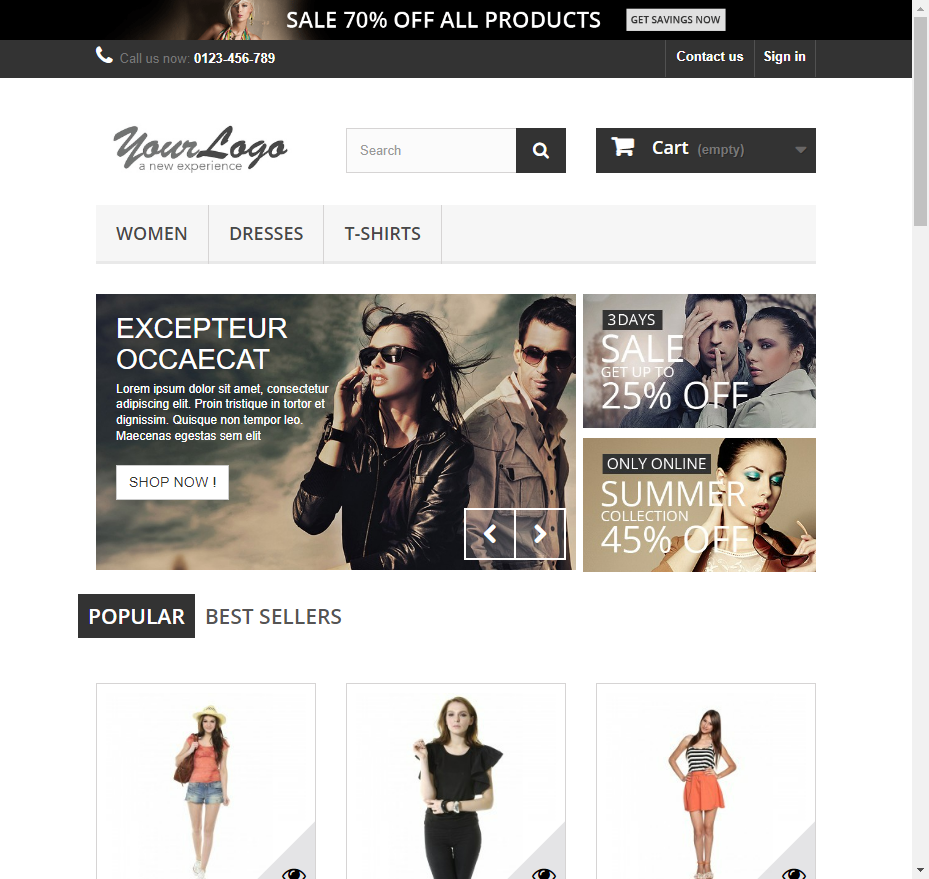 SALE 70% OFF ALL PRODUCTS
GET SAVINGS NOW
Call us now: 0123-456-789
Contact us
Sign in
YourLogo
a new experience
Search
Cart (empty)
WOMEN
DRESSES
T-SHIRTS
EXCEPTEUR
OCCAECAT
Lorem ipsum dolor sit amet, consectetur
adipiscing elit. Proin tristique in tortor et
dignissim. Quisque non tempor leo.
Maecenas egestas sem elit
SHOP NOW !
3 DAYS
SALE
GET UP TO
25% OFF
ONLY ONLINE
SUMMER
COLLECTION
45% OFF
POPULAR
BEST SELLERS